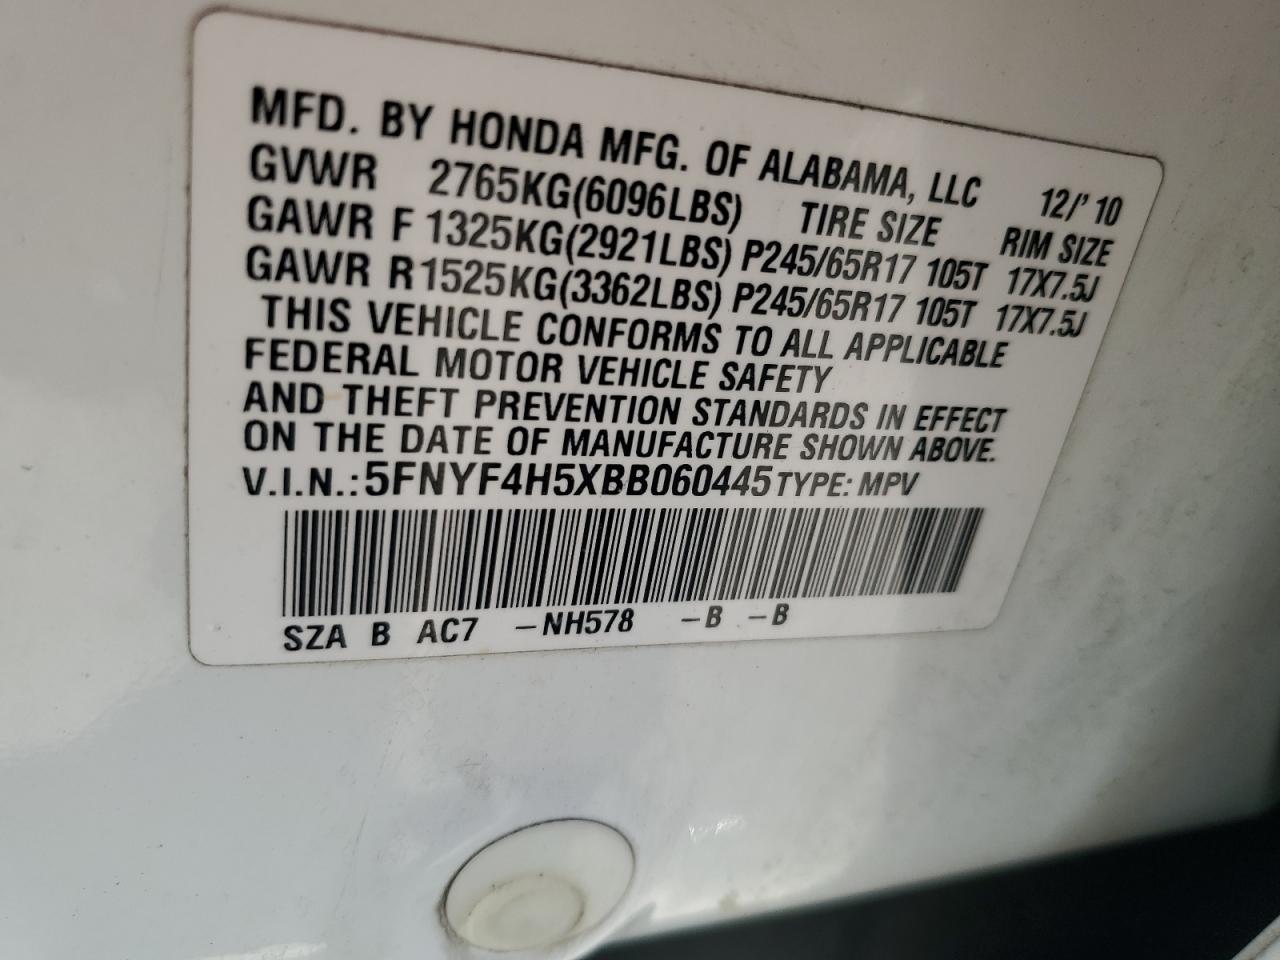 MFD. BY HONDA MFG. OF ALABAMA, LLC 12/'10
GVWR 2765KG(6096LBS) TIRE SIZE RIM SIZE
GAWR F 1325KG(2921LBS) P245/65R17 105T 17X7.5J
GAWR R 1525KG(3362LBS) P245/65R17 105T 17X7.5J
THIS VEHICLE CONFORMS TO ALL APPLICABLE
FEDERAL MOTOR VEHICLE SAFETY
AND THEFT PREVENTION STANDARDS IN EFFECT
ON THE DATE OF MANUFACTURE SHOWN ABOVE.
V.I.N.: 5FNYF4H5XBB060445 TYPE: MPV
SZA B AC7 -NH578 -B -B